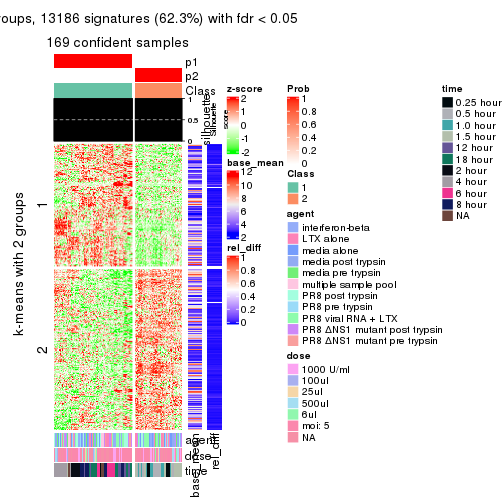 roups, 13186 signatures (62.3%) with fdr < 0.05
169 confident samples
p1
p2
Class
1
0.5
0
silhouette
Silhouette
score
k-means with 2 groups
1
2
agent
dose
time
base_mean
rel_diff
z-score
2
1
0
-1
-2
base_mean
12
10
8
6
4
2
rel_diff
1
0.8
0.6
0.4
0.2
0
Prob
1
0.8
0.6
0.4
0.2
0
Class
1
2
agent
interferon-beta
LTX alone
media alone
media post trypsin
media pre trypsin
multiple sample pool
PR8 post trypsin
PR8 pre trypsin
PR8 viral RNA + LTX
PR8 ΔNS1 mutant post trypsin
PR8 ΔNS1 mutant pre trypsin
dose
1000 U/ml
100ul
25ul
500ul
6ul
moi: 5
NA
time
0.25 hour
0.5 hour
1.0 hour
1.5 hour
12 hour
18 hour
2 hour
4 hour
6 hour
8 hour
NA